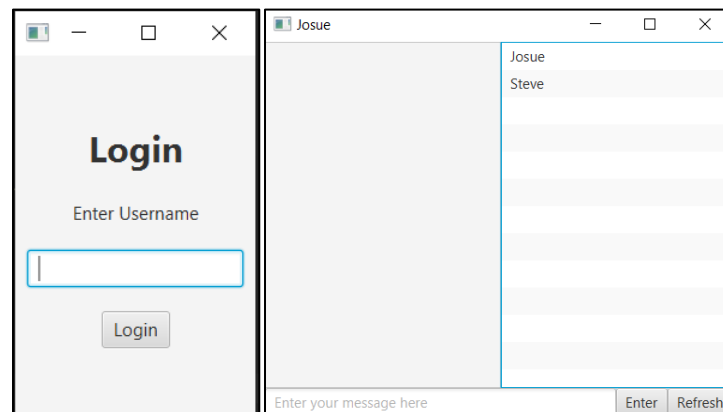 Login
Enter Username
Login
Josue
Josue
Steve
Enter your message here
Enter
Refresh